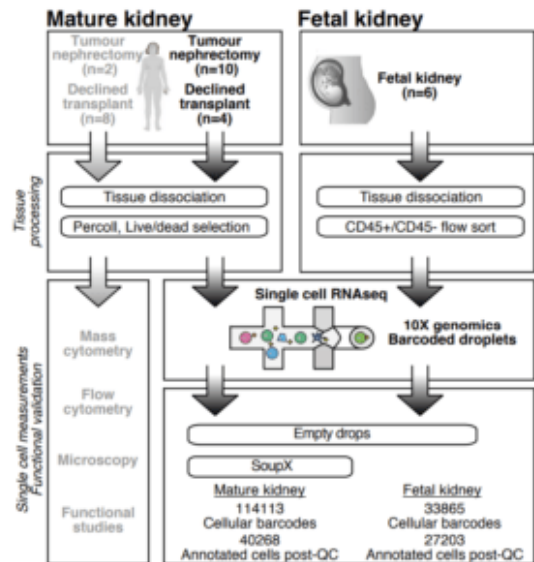 Mature kidney
Tumour
nephrectomy
(n=2)
Declined
transplant
(n=8)
Tumour
nephrectomy
(n=10)
Declined
transplant
(n=4)
Fetal kidney
Fetal kidney
(n=6)
Tissue
processing
Tissue dissociation
Percoll, Live/dead selection
Tissue dissociation
CD45+/CD45- flow sort
Single cell measurements
Functional validation
Mass
cytometry
Flow
cytometry
Microscopy
Functional
studies
Single cell RNAseq
10X genomics
Barcoded droplets
Empty drops
SoupX
Mature kidney
114113
Cellular barcodes
40268
Annotated cells post-QC
Fetal kidney
33865
Cellular barcodes
27203
Annotated cells post-QC